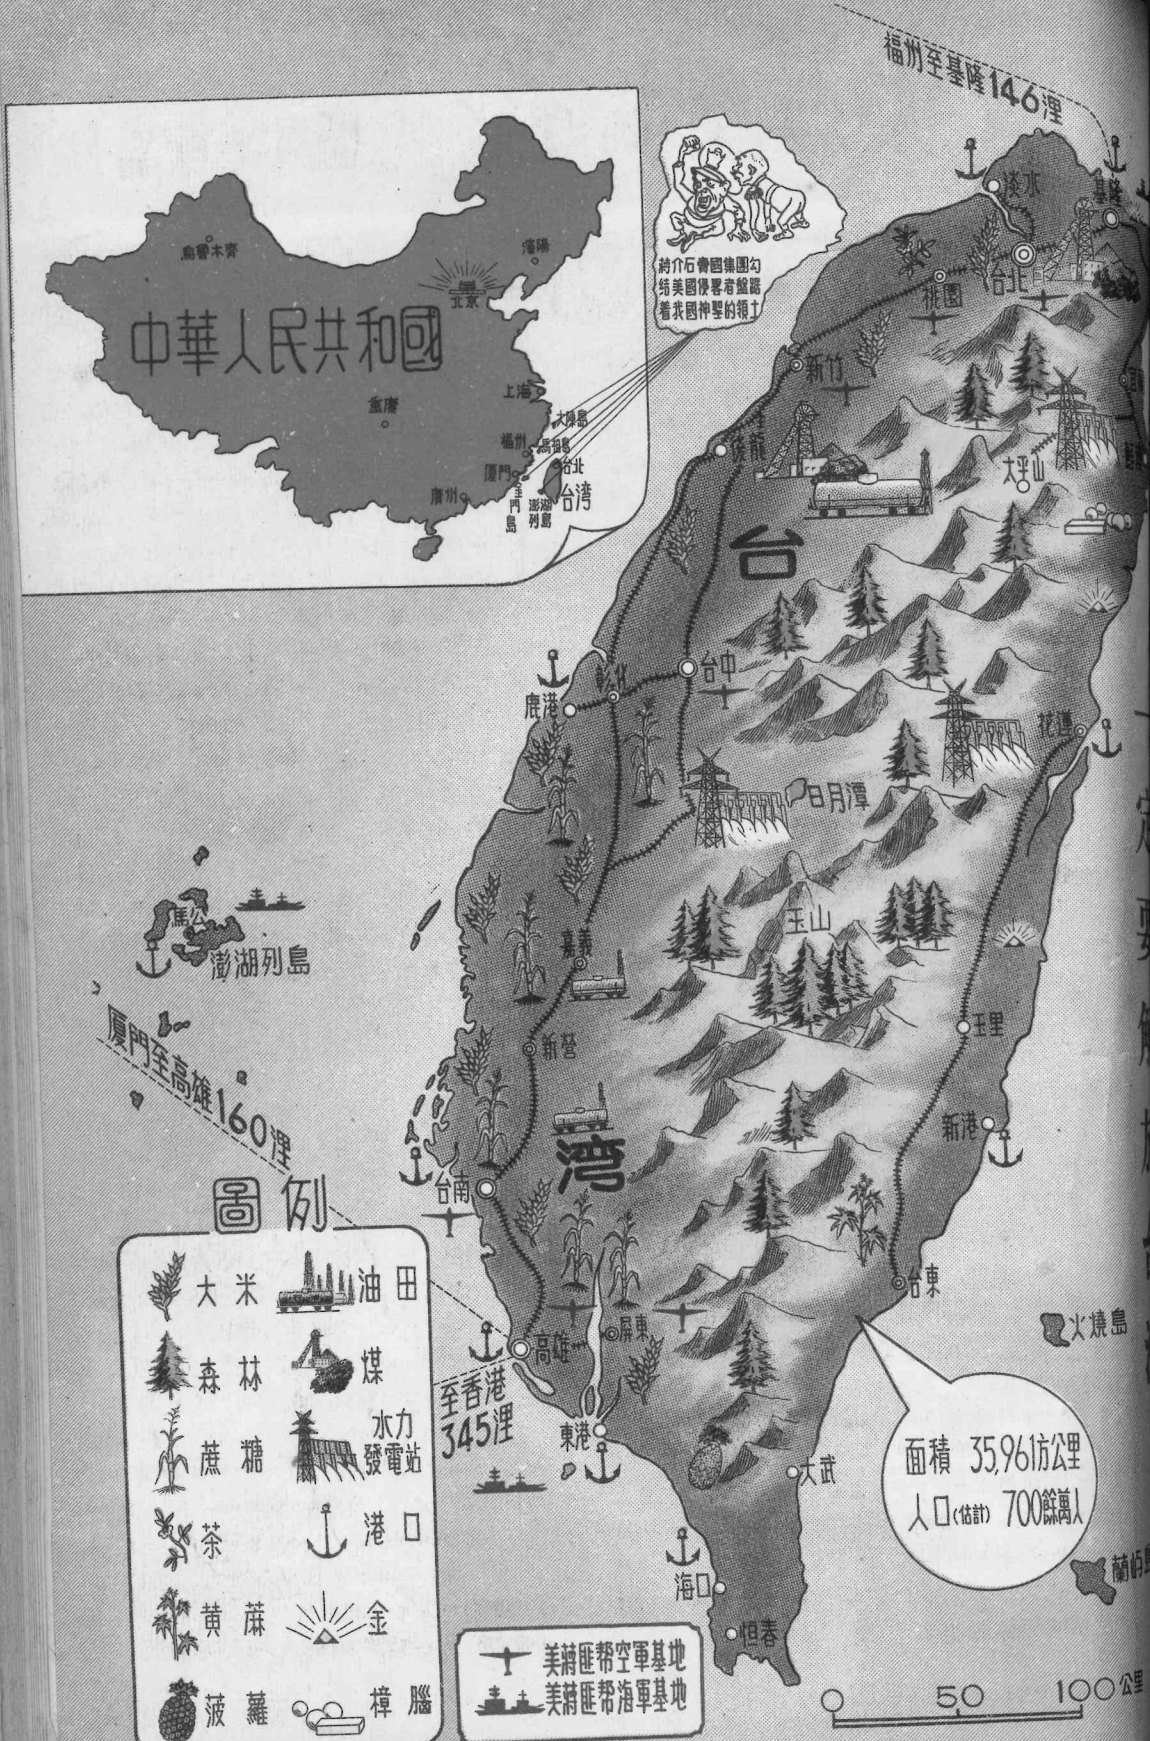 福州至基隆146浬
中華人民共和國
烏魯木齊
瀋陽
北京
重慶
上海
大陳島
福州
馬祖島
廈門
台北
台湾
廣州
金門島
澎湖列島
蔣介石賣國集團勾
结美國侵畧者盤踞
着我國神聖的領土
淡水
基隆
台北
桃園
新竹
後龍
太平山
台
台中
彰化
鹿港
花蓮
日月潭
玉山
嘉義
馬公
澎湖列島
新營
玉里
廈門至高雄160浬
新港
湾
台南
台東
火燒島
屏東
高雄
至香港
345浬
東港
大武
面積 35,961方公里
人口(估計) 700餘萬人
蘭屿
海口
恒春
圖例
大米
油田
森林
煤
蔗糖
水力
發電站
茶
港口
黄蔴
金
菠蘿
樟腦
美蔣匪帮空軍基地
美蔣匪帮海軍基地
0 50 100公里